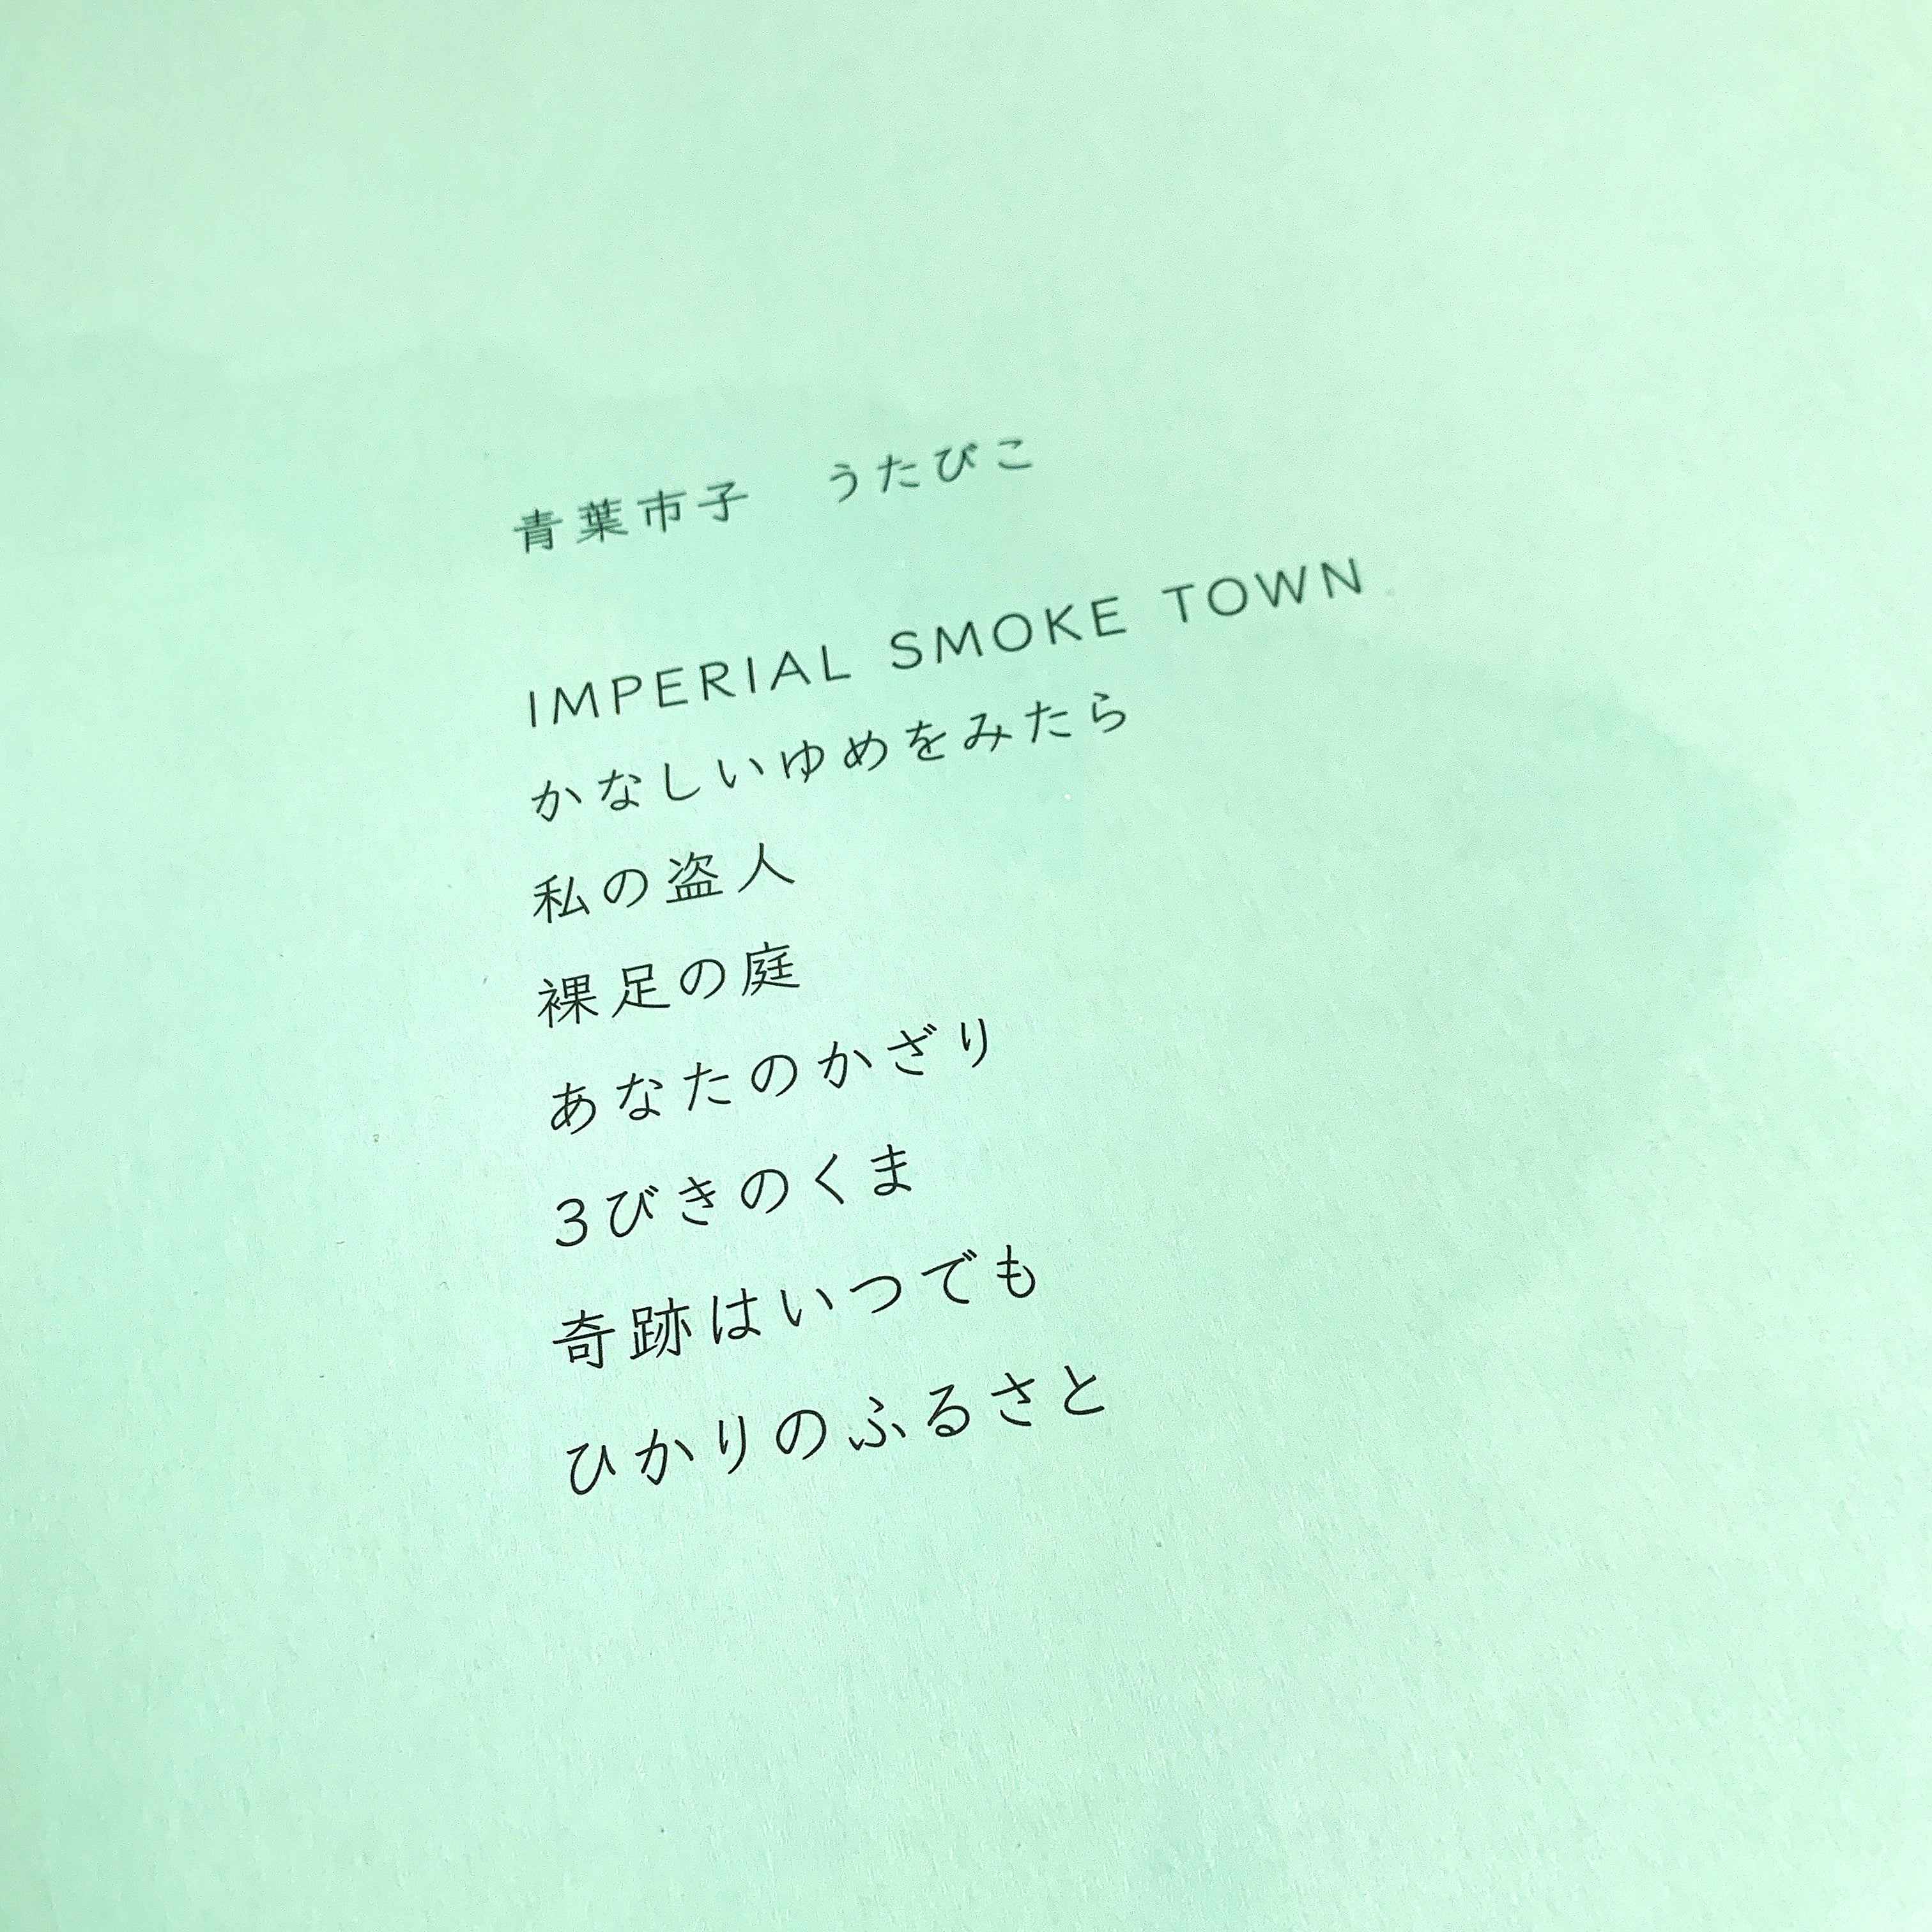 青葉市子　うたびこ
IMPERIAL SMOKE TOWN
かなしいゆめをみたら
私の盗人
裸足の庭
あなたのかざり
3びきのくま
奇跡はいつでも
ひかりのふるさと